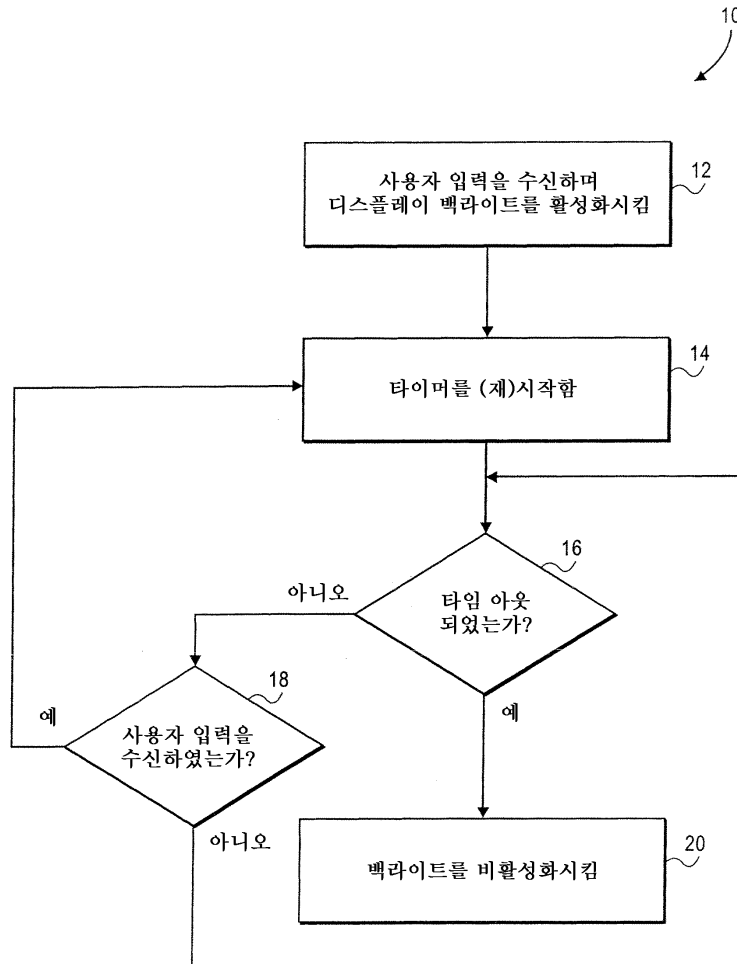 10
사용자 입력을 수신하며
디스플레이 백라이트를 활성화시킴
12
타이머를 (재)시작함
14
타임 아웃
되었는가?
16
아니오
예
사용자 입력을
수신하였는가?
18
예
아니오
백라이트를 비활성화시킴
20